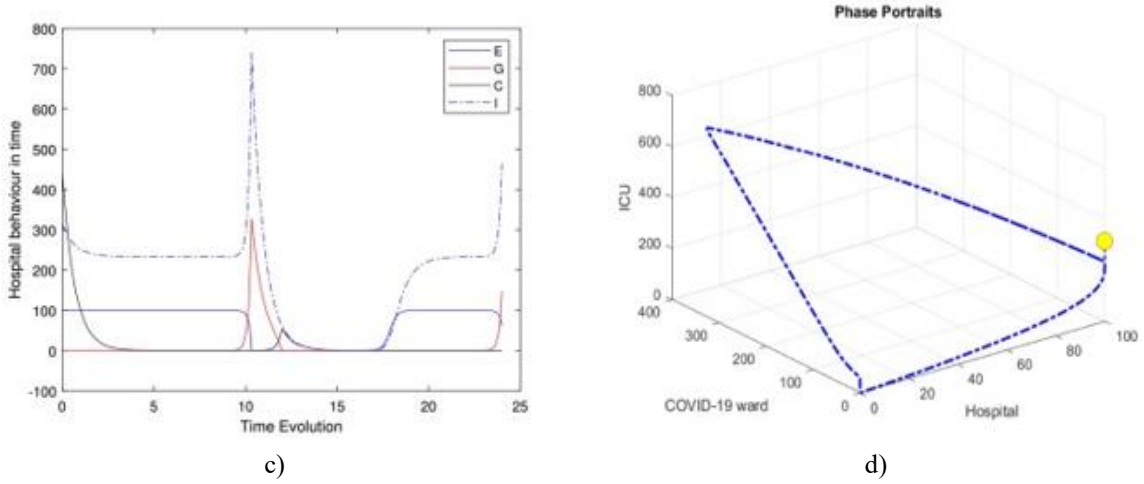 800
700
600
500
400
300
200
100
0
-100
Hospital behaviour in time
0 5 10 15 20 25
Time Evolution
E
G
C
I
c)
Phase Portraits
800
600
400
200
0
ICU
400
300
200
100
0
COVID-19 ward
0 20 40 60 80 100
Hospital
d)